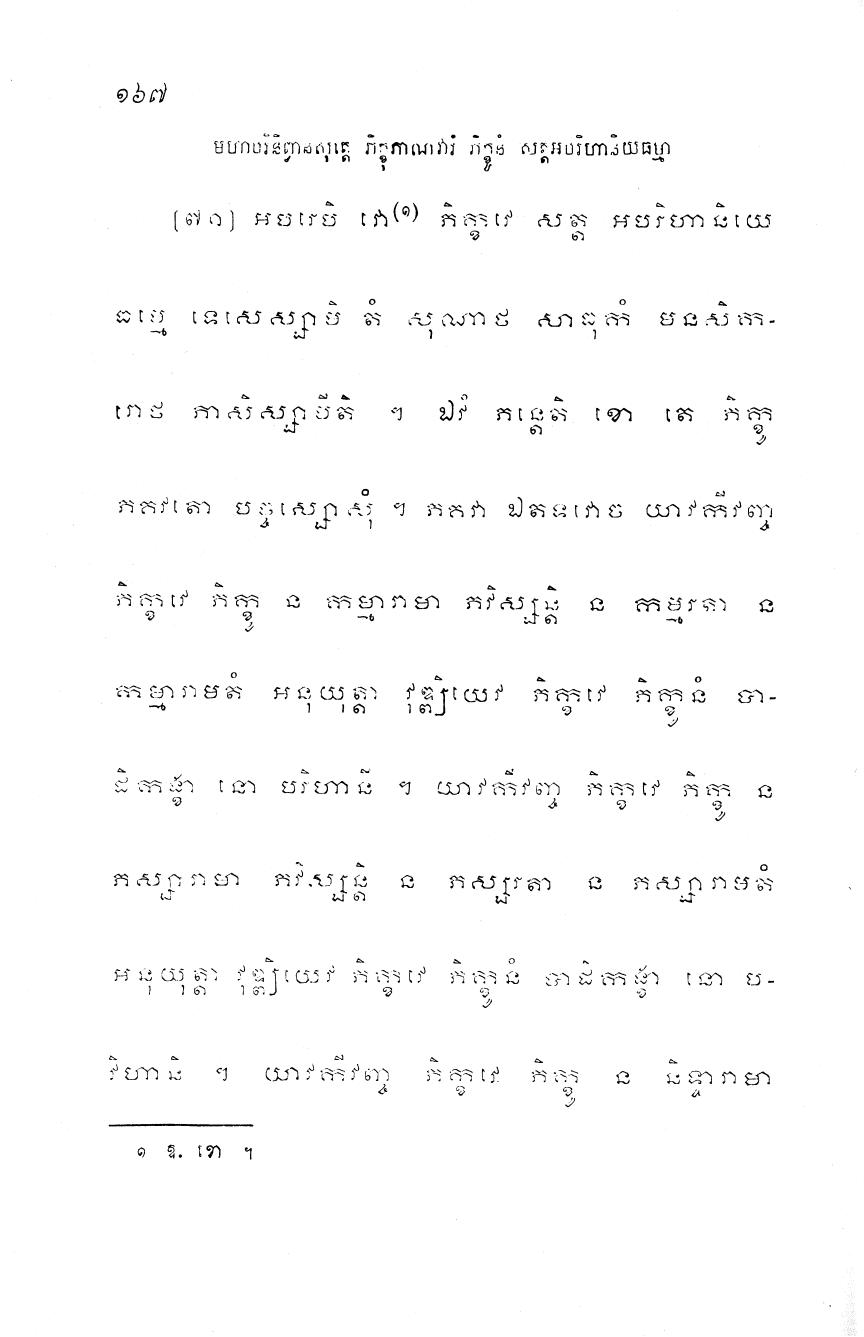 ១៦៧
មហាបរិនិព្វានសុត្តេ ភិក្ខុភាណវារំ ភិក្ខូនំ សត្តអបរិហានិយធម្មា
[៧០] អបរេបិ វោ(១) ភិក្ខវេ សត្ត អបរិហានិយេ
ធម្មេ ទេសេស្សាមិ តំ សុណាថ សាធុកំ មនសិក-
រោថ ភាសិស្សាមីតិ ។ ឯវំ ភន្តេតិ ខោ តេ ភិក្ខូ
ភគវតោ បច្ចស្សោសុំ ។ ភគវា ឯតទវោច យាវកីវញ្ច
ភិក្ខវេ ភិក្ខូ ន កម្មារាមា ភវិស្សន្តិ ន កម្មរតា ន
កម្មារាមតំ អនុយុត្តា វុឌ្ឍិយេវ ភិក្ខវេ ភិក្ខូនំ បា-
ដិកង្ខា នោ បរិហានិ ។ យាវកីវញ្ច ភិក្ខវេ ភិក្ខូ ន
ភស្សារាមា ភវិស្សន្តិ ន ភស្សរតា ន ភស្សារាមតំ
អនុយុត្តា វុឌ្ឍិយេវ ភិក្ខវេ ភិក្ខូនំ បាដិកង្ខា នោ ប-
រិហានិ ។ យាវកីវញ្ច ភិក្ខវេ ភិក្ខូ ន និទ្ទារាមា
១ ឱ. ខោ ។